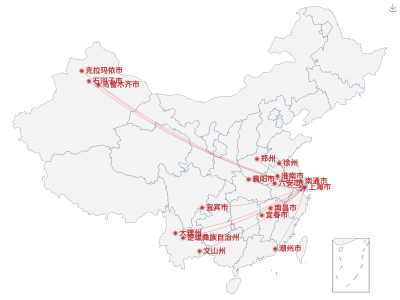 克拉玛依市
石河子市
乌鲁木齐市
郑州
徐州
襄阳市
淮南市
六安市
南通市
上海市
宜宾市
南昌市
宜春市
大理州
楚雄彝族自治州
文山州
潮州市